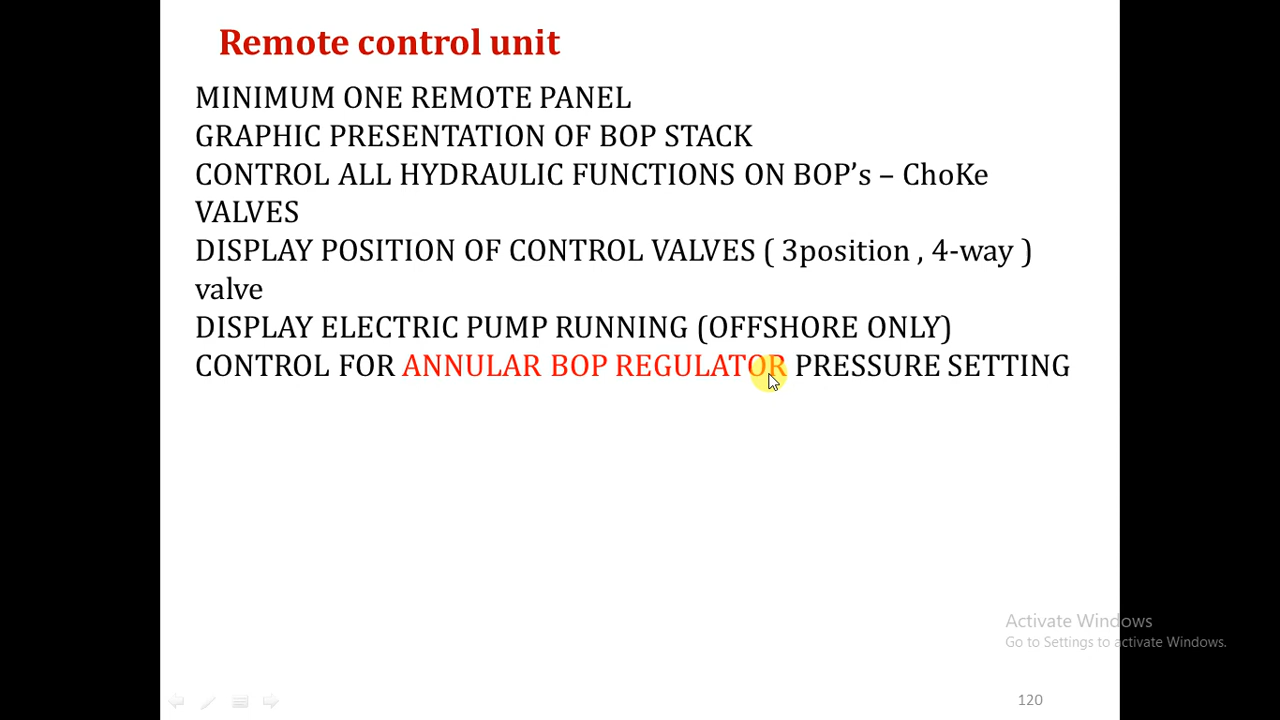 Remote control unit
MINIMUM ONE REMOTE PANEL
GRAPHIC PRESENTATION OF BOP STACK
CONTROL ALL HYDRAULIC FUNCTIONS ON BOP’s – ChoKe
VALVES
DISPLAY POSITION OF CONTROL VALVES ( 3position , 4-way )
valve
DISPLAY ELECTRIC PUMP RUNNING (OFFSHORE ONLY)
CONTROL FOR ANNULAR BOP REGULATOR PRESSURE SETTING
Activate Windows
Go to Settings to activate Windows.
120